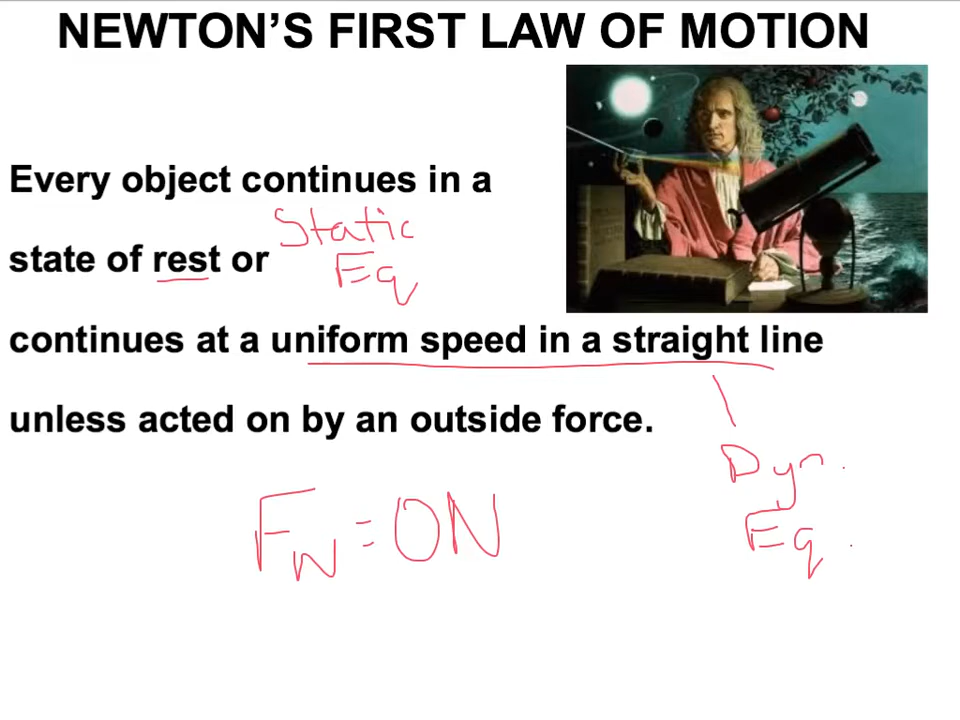 NEWTON'S FIRST LAW OF MOTION
Every object continues in a
Static
state of rest or
Eq
continues at a uniform speed in a straight line
unless acted on by an outside force.
Dyn.
F_N = 0N
Eq.